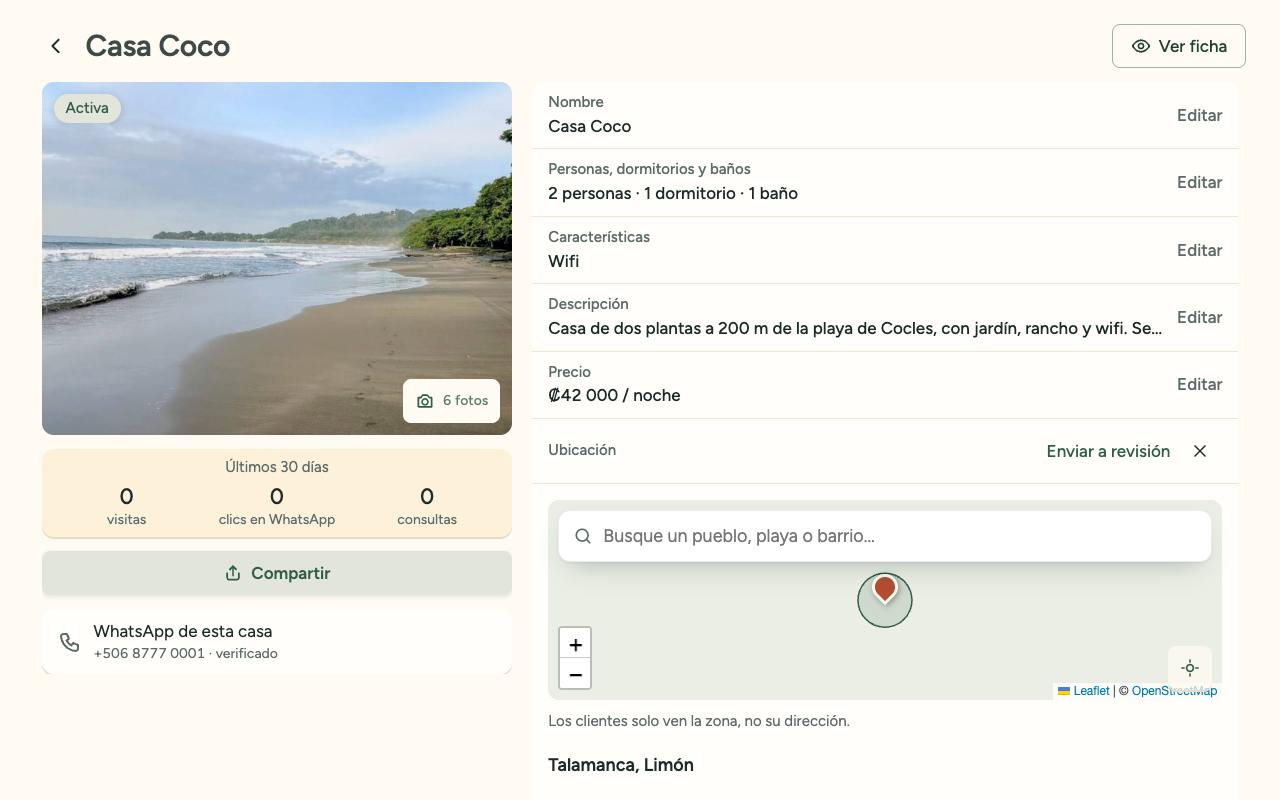 Casa Coco
Ver ficha
Activa
6 fotos
Últimos 30 días
0 0 0
visitas clics en WhatsApp consultas
Compartir
WhatsApp de esta casa
+506 8777 0001 · verificado
Nombre
Casa Coco
Editar
Personas, dormitorios y baños
2 personas · 1 dormitorio · 1 baño
Editar
Características
Wifi
Editar
Descripción
Casa de dos plantas a 200 m de la playa de Cocles, con jardín, rancho y wifi. Se...
Editar
Precio
₡42 000 / noche
Editar
Ubicación
Enviar a revisión
Busque un pueblo, playa o barrio...
+
−
Leaflet | © OpenStreetMap
Los clientes solo ven la zona, no su dirección.
Talamanca, Limón